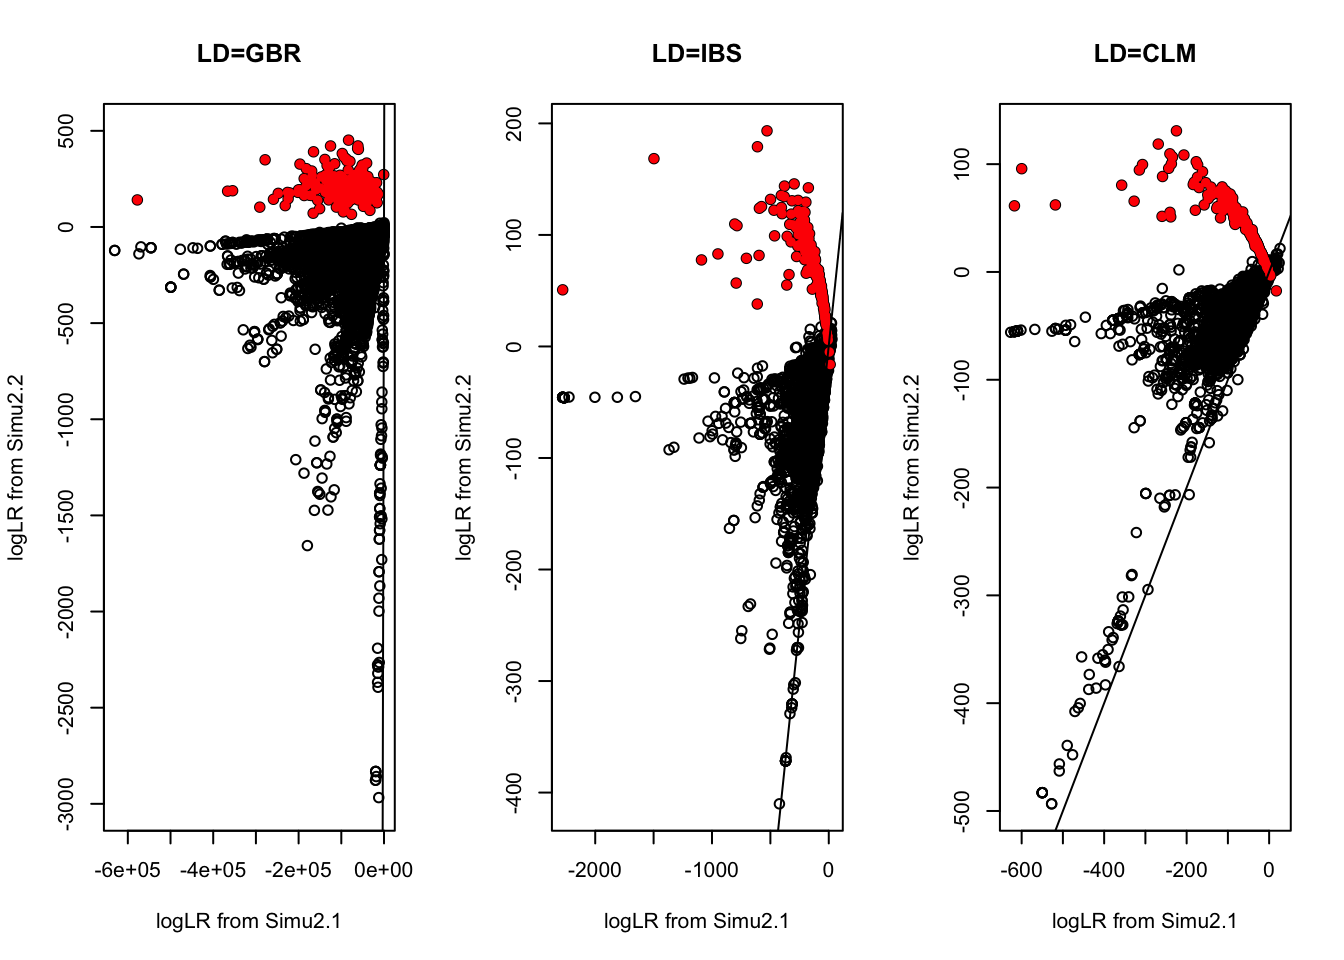 LD=GBR
logLR from Simu2.2
500
0
-500
-1000
-1500
-2000
-2500
-3000
-6e+05 -4e+05 -2e+05 0e+00
logLR from Simu2.1
LD=IBS
logLR from Simu2.2
200
100
0
-100
-200
-300
-400
-2000 -1000 0
logLR from Simu2.1
LD=CLM
logLR from Simu2.2
100
0
-100
-200
-300
-400
-500
-600 -400 -200 0
logLR from Simu2.1